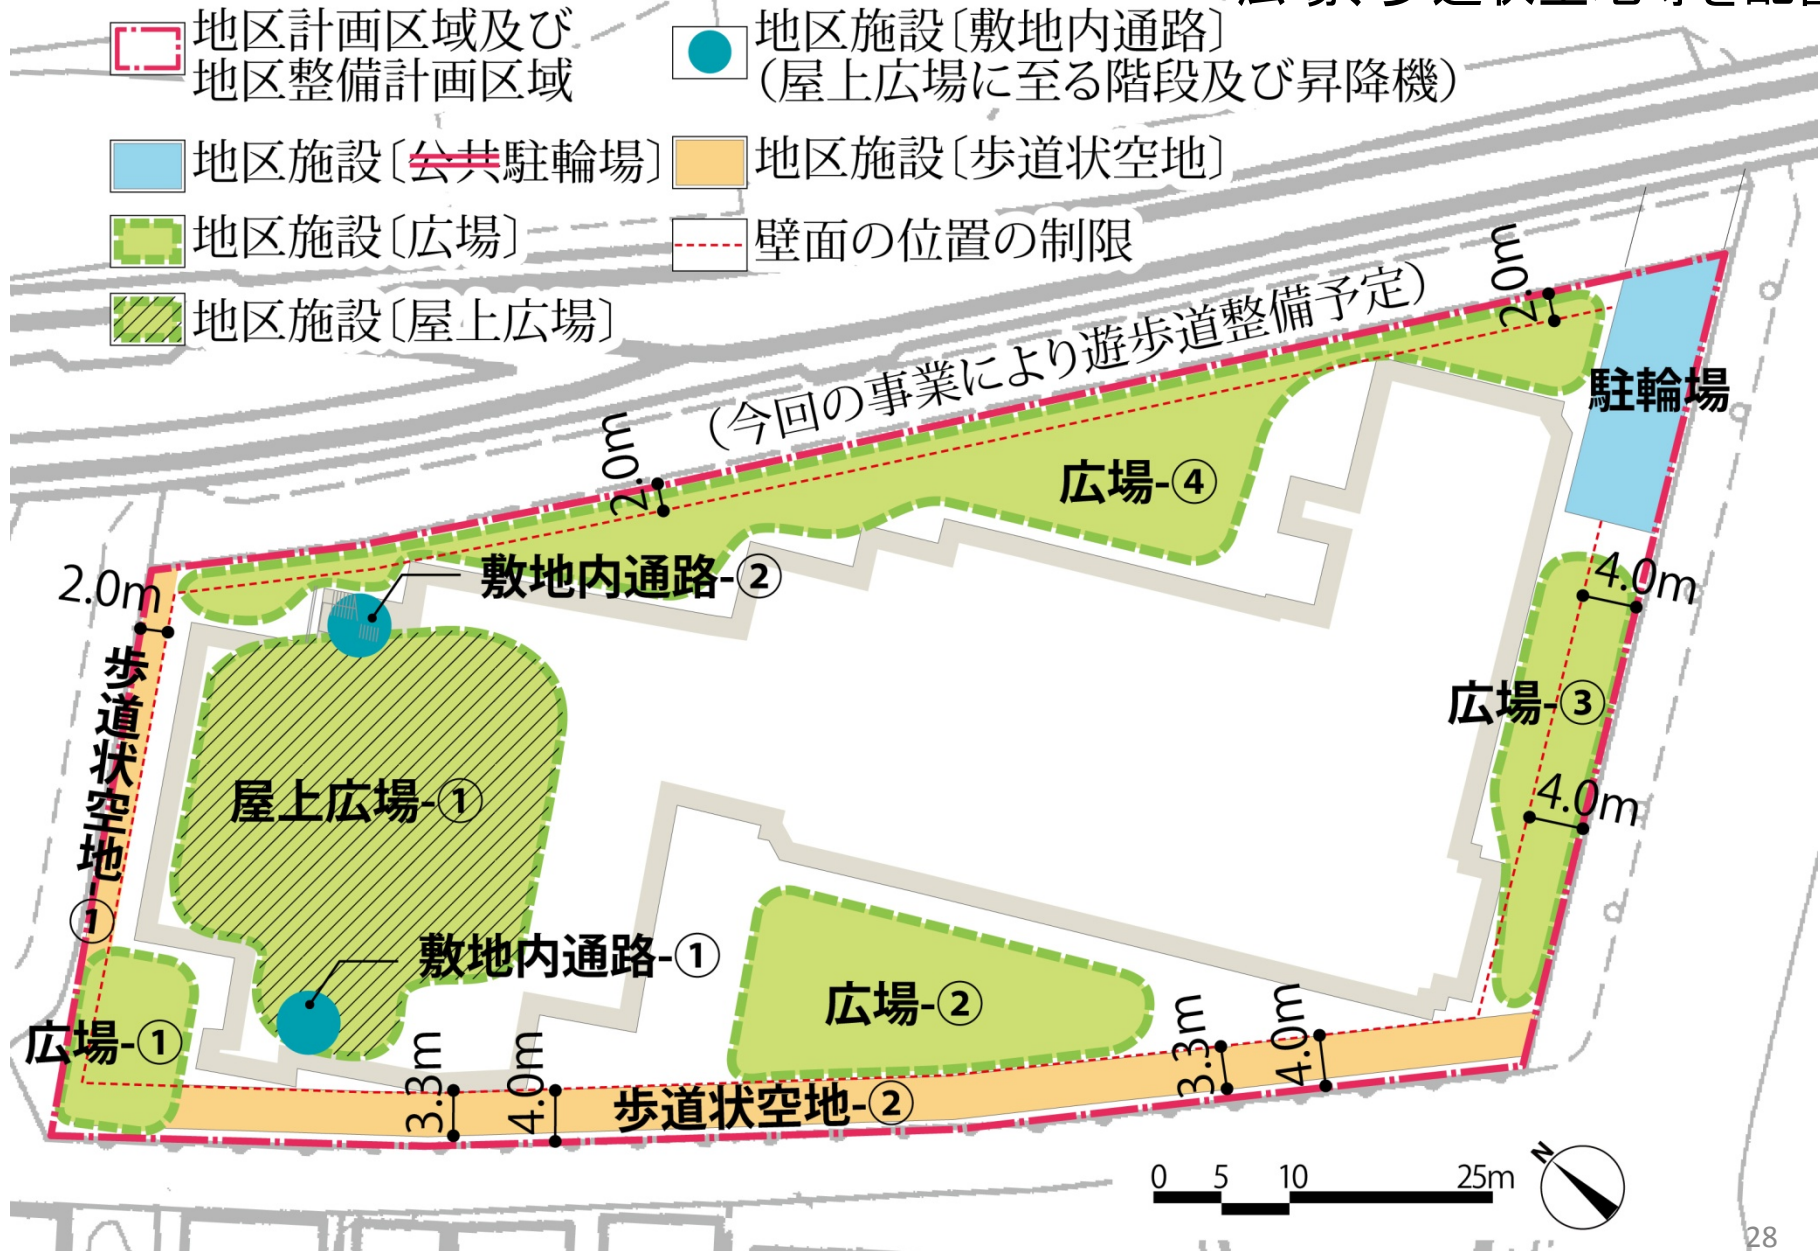 地区計画区域及び
地区整備計画区域
地区施設〔敷地内通路〕
（屋上広場に至る階段及び昇降機）
地区施設〔公共駐輪場〕
地区施設〔歩道状空地〕
地区施設〔広場〕
壁面の位置の制限
地区施設〔屋上広場〕
（今回の事業により遊歩道整備予定）
2.0m
2.0m
駐輪場
広場-④
敷地内通路-②
2.0m
4.0m
歩道状空地-①
広場-③
屋上広場-①
4.0m
敷地内通路-①
広場-②
広場-①
3.3m
4.0m
歩道状空地-②
3.3m
4.0m
0 5 10 25m
N
28